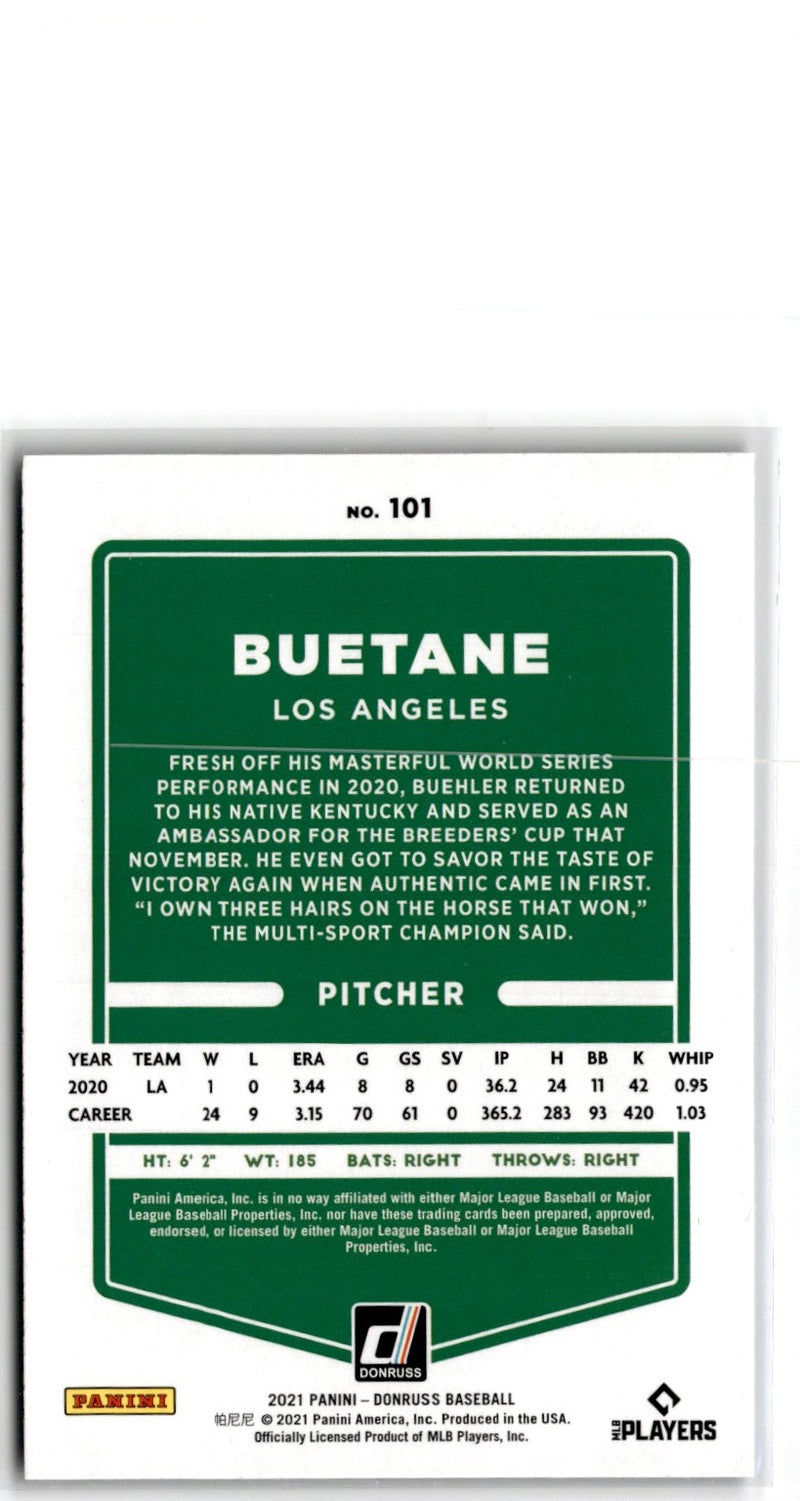 NO. 101
BUETANE
LOS ANGELES
FRESH OFF HIS MASTERFUL WORLD SERIES
PERFORMANCE IN 2020, BUEHLER RETURNED
TO HIS NATIVE KENTUCKY AND SERVED AS AN
AMBASSADOR FOR THE BREEDERS' CUP THAT
NOVEMBER. HE EVEN GOT TO SAVOR THE TASTE OF
VICTORY AGAIN WHEN AUTHENTIC CAME IN FIRST.
"I OWN THREE HAIRS ON THE HORSE THAT WON,"
THE MULTI-SPORT CHAMPION SAID.
PITCHER
YEAR TEAM W L ERA G GS SV IP H BB K WHIP
2020 LA 1 0 3.44 8 8 0 36.2 24 11 42 0.95
CAREER 24 9 3.15 70 61 0 365.2 283 93 420 1.03
HT: 6' 2" WT: 185 BATS: RIGHT THROWS: RIGHT
Panini America, Inc. is in no way affiliated with either Major League Baseball or Major
League Baseball Properties, Inc. nor have these trading cards been prepared, approved,
endorsed, or licensed by either Major League Baseball or Major League Baseball
Properties, Inc.
DONRUSS
PANINI
2021 PANINI – DONRUSS BASEBALL
帕尼尼 © 2021 Panini America, Inc. Produced in the USA.
Officially Licensed Product of MLB Players, Inc.
MLB PLAYERS